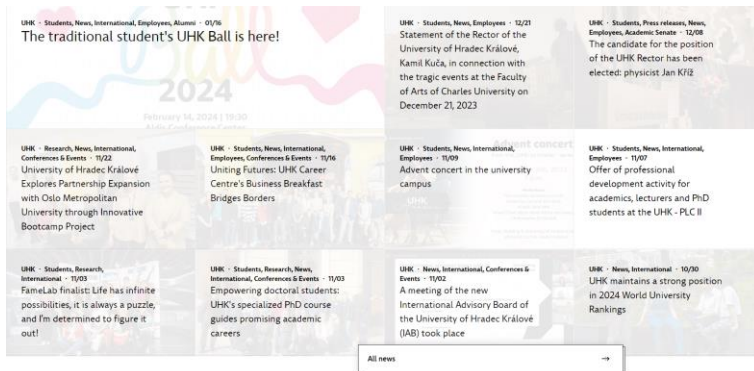 UHK · Students, News, International, Employees, Alumni · 01/16
The traditional student's UHK Ball is here!
Ball
2024
February 14, 2024 | 19:30
Aldis Conference Center
UHK · Students, News, Employees · 12/21
Statement of the Rector of the
University of Hradec Králové,
Kamil Kuča, in connection with
the tragic events at the Faculty
of Arts of Charles University on
December 21, 2023
UHK · Students, Press releases, News,
Employees, Academic Senate · 12/08
The candidate for the position
of the UHK Rector has been
elected: physicist Jan Kříž
UHK · Research, News, International,
Conferences & Events · 11/22
University of Hradec Králové
Explores Partnership Expansion
with Oslo Metropolitan
University through Innovative
Bootcamp Project
UHK · Students, News, International,
Employees, Conferences & Events · 11/16
Uniting Futures: UHK Career
Centre's Business Breakfast
Bridges Borders
UHK · Students, News, International,
Employees · 11/09
Advent concert in the university
campus
Advent concert
UHK
UHK · Students, News, International,
Employees · 11/07
Offer of professional
development activity for
academics, lecturers and PhD
students at the UHK - PLC II
UHK · Students, Research,
International · 11/03
FameLab finalist: Life has infinite
possibilities, it is always a puzzle,
and I'm determined to figure it
out!
UHK · Students, Research, News,
International, Conferences & Events · 11/03
Empowering doctoral students:
UHK's specialized PhD course
guides promising academic
careers
UHK · News, International, Conferences &
Events · 11/02
A meeting of the new
International Advisory Board of
the University of Hradec Králové
(IAB) took place
UHK · News, International · 10/30
UHK maintains a strong position
in 2024 World University
Rankings
All news →